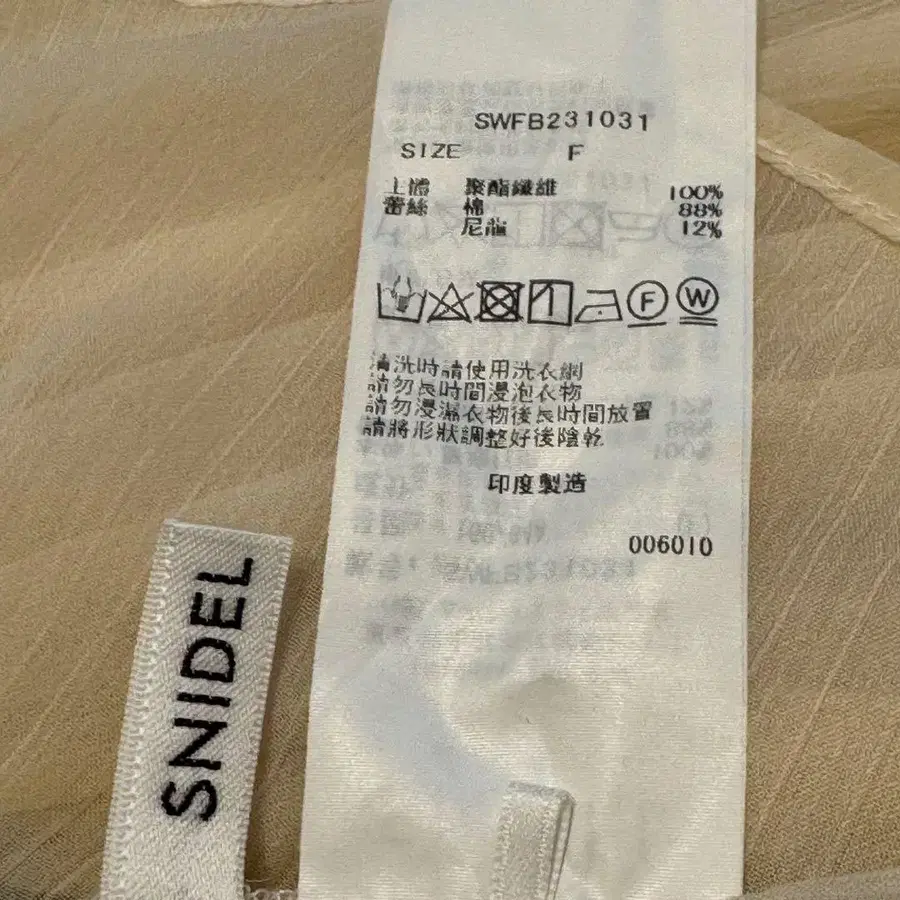 SWFB231031
SIZE F
上體 聚酯纖維 100%
蕾絲 棉 88%
尼龍 12%
F W
清洗時請使用洗衣網
請勿長時間浸泡衣物
請勿浸濕衣物後長時間放置
請將形狀調整好後陰乾
印度製造
006010
SNIDEL